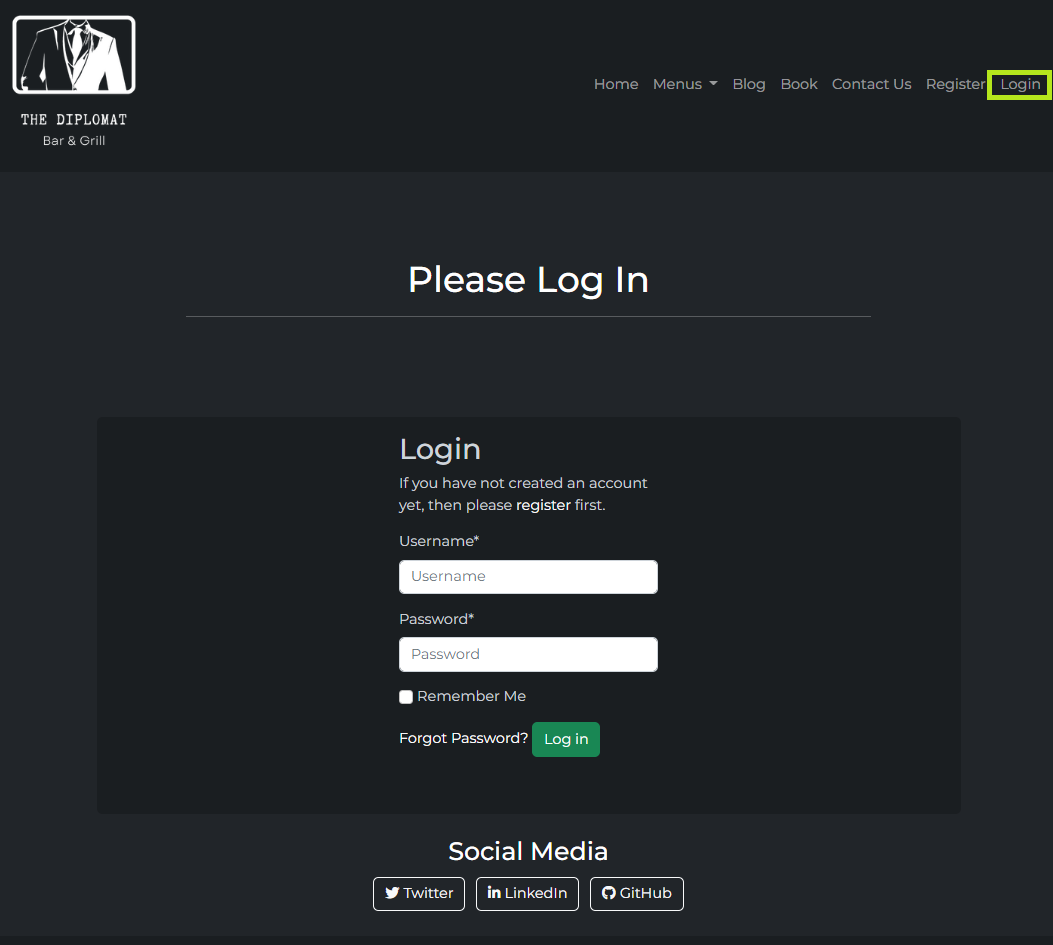 THE DIPLOMAT
Bar & Grill
Home Menus Blog Book Contact Us Register Login
Please Log In
Login
If you have not created an account
yet, then please register first.
Username*
Username
Password*
Password
Remember Me
Forgot Password? Log in
Social Media
Twitter LinkedIn GitHub